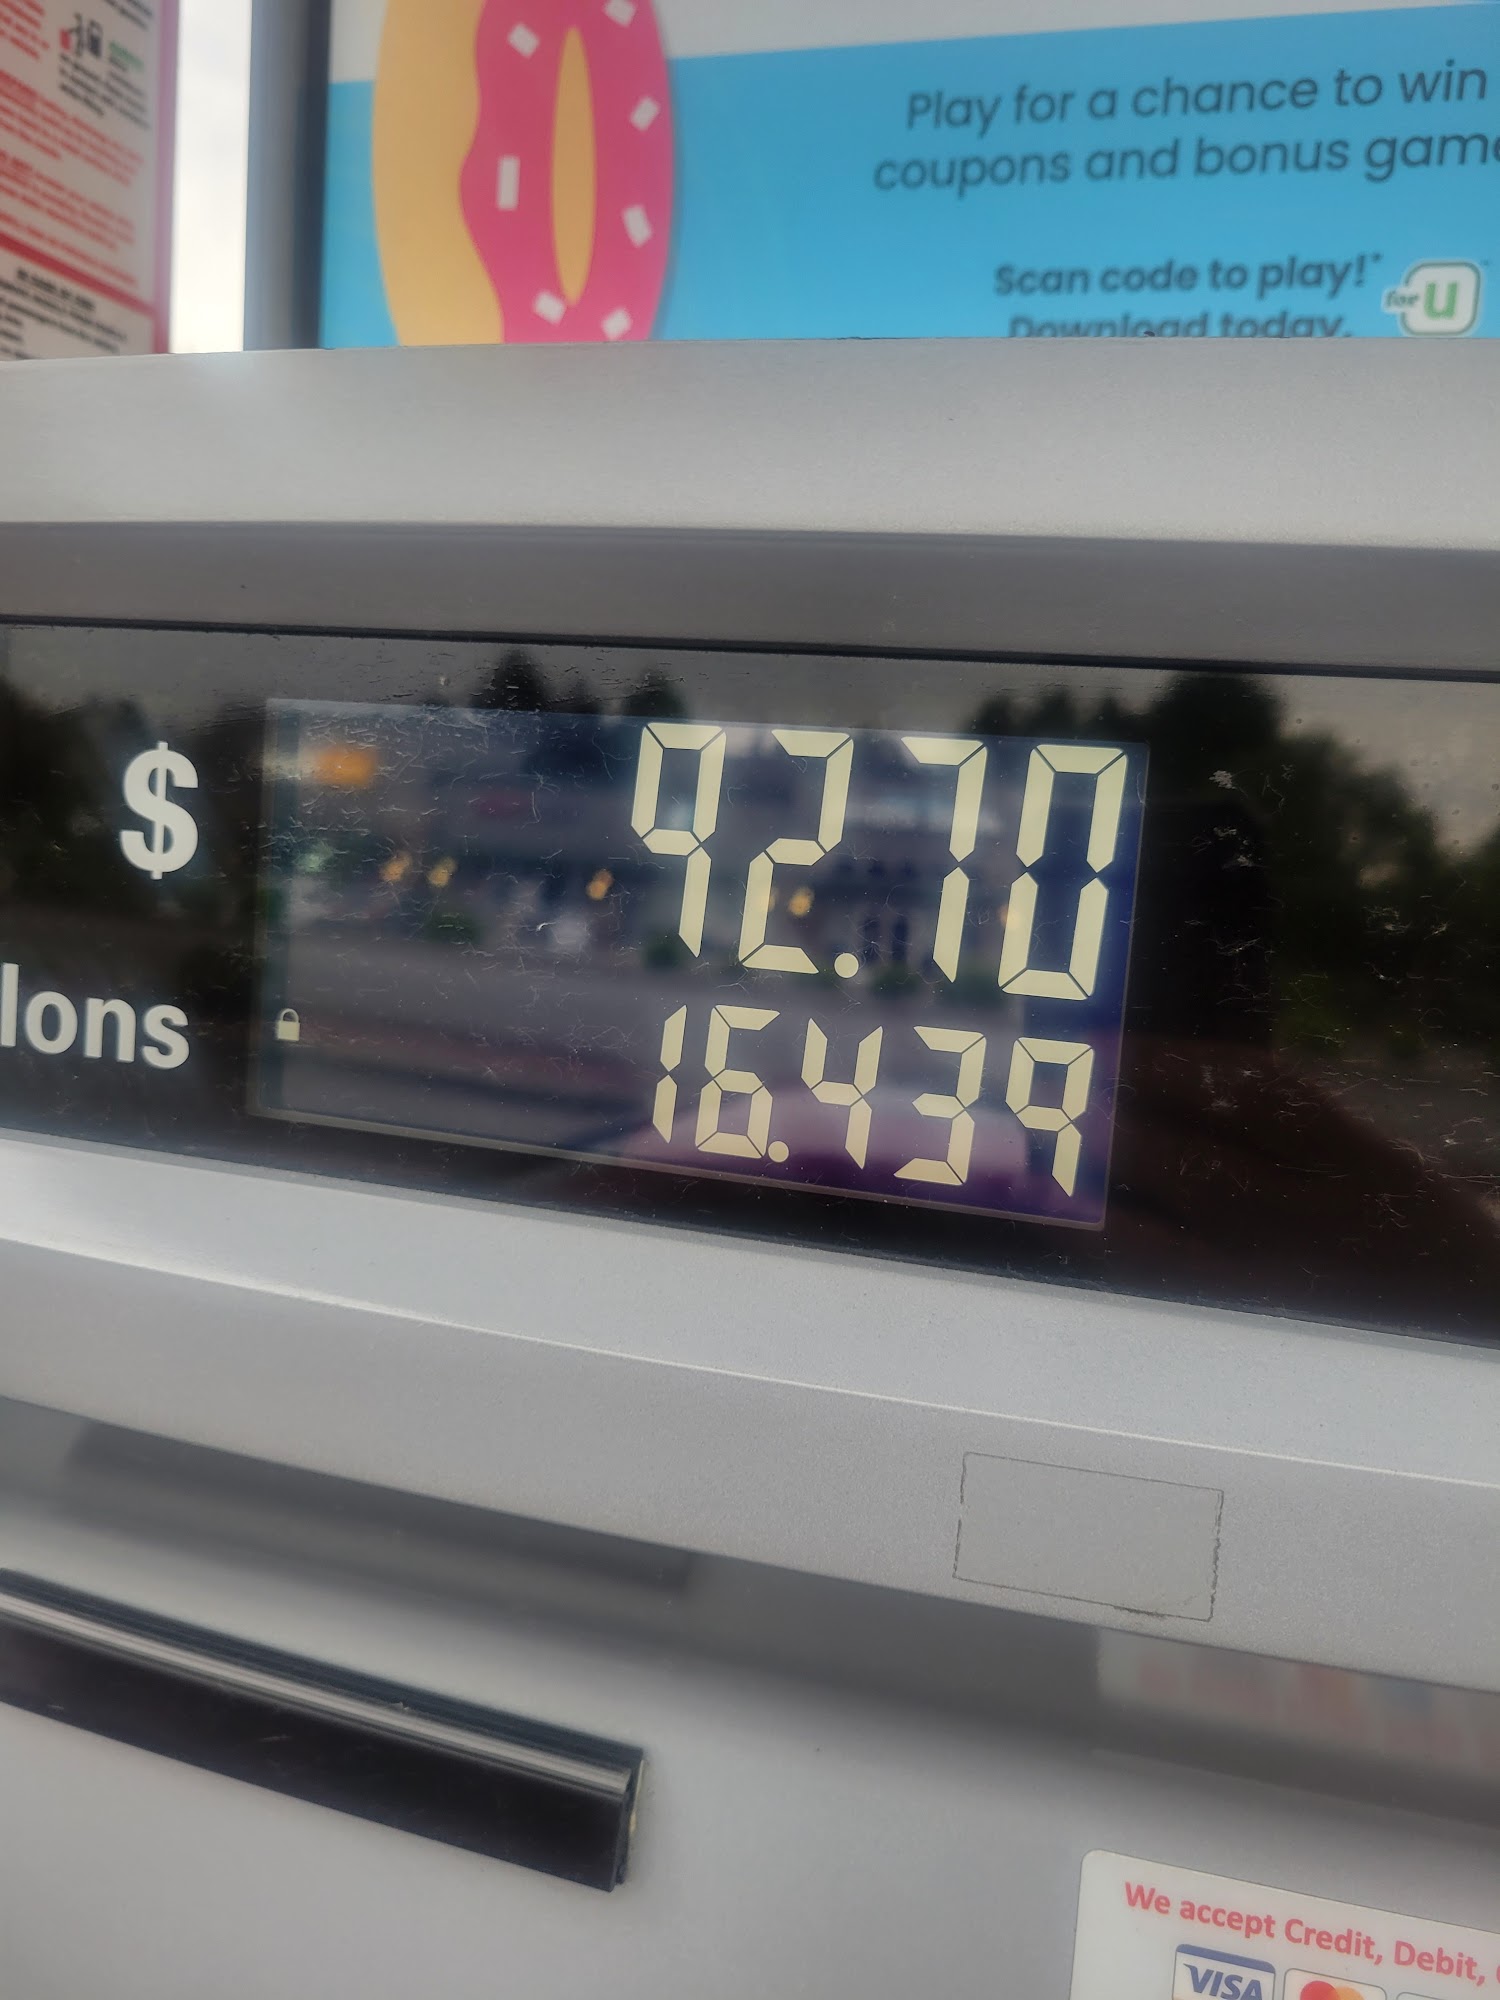 Play for a chance to win
coupons and bonus game
Scan code to play!*
Download today.
for U
$ 92.70
lons 16.439
We accept Credit, Debit,
VISA